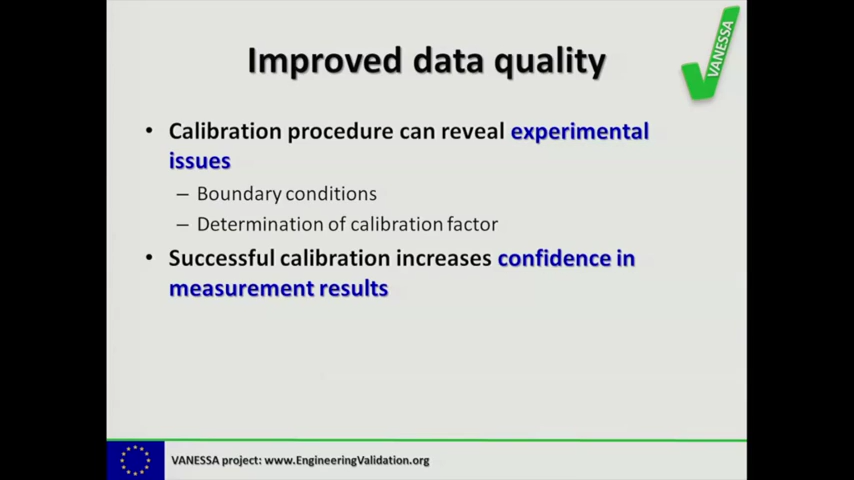 Improved data quality
VANESSA
• Calibration procedure can reveal experimental
issues
– Boundary conditions
– Determination of calibration factor
• Successful calibration increases confidence in
measurement results
VANESSA project: www.EngineeringValidation.org